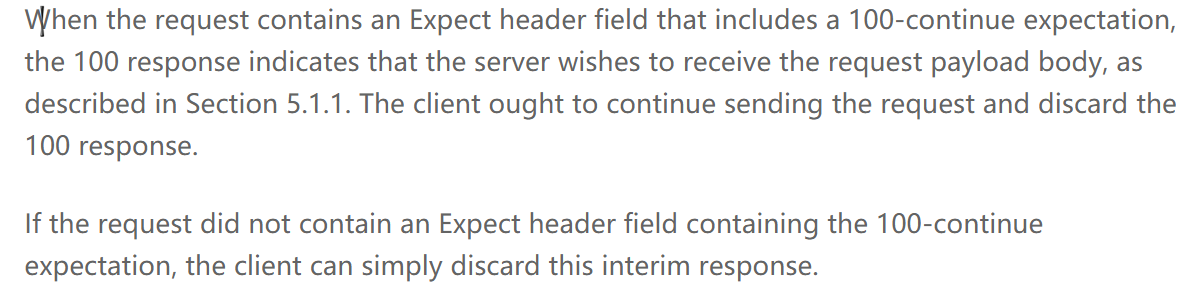 When the request contains an Expect header field that includes a 100-continue expectation,
the 100 response indicates that the server wishes to receive the request payload body, as
described in Section 5.1.1. The client ought to continue sending the request and discard the
100 response.
If the request did not contain an Expect header field containing the 100-continue
expectation, the client can simply discard this interim response.